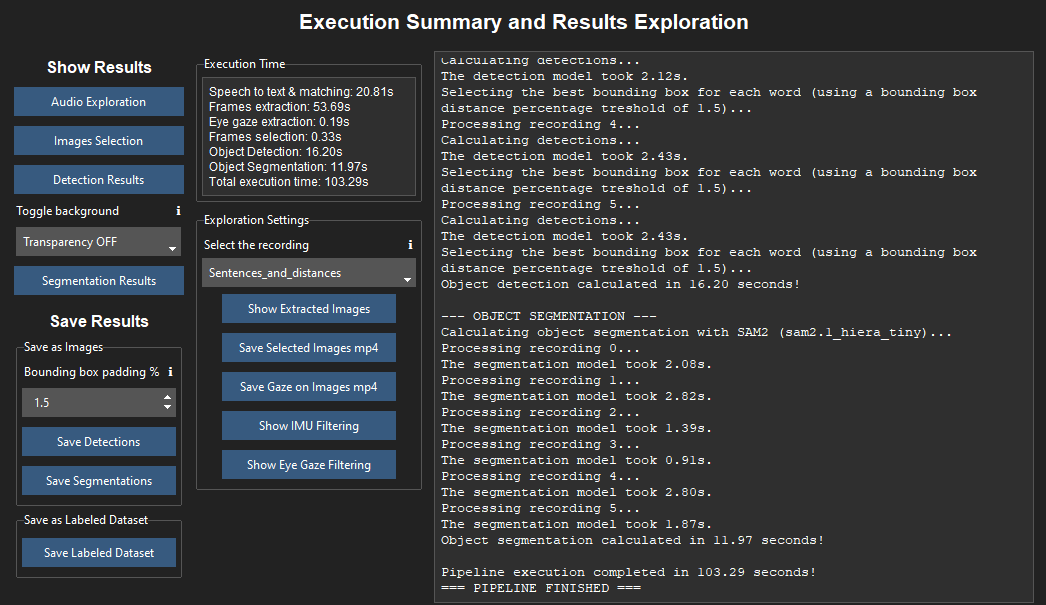 Execution Summary and Results Exploration
Show Results
Audio Exploration
Images Selection
Detection Results
Toggle background
Transparency OFF
Segmentation Results
Save Results
Save as Images
Bounding box padding %
1.5
Save Detections
Save Segmentations
Save as Labeled Dataset
Save Labeled Dataset
Execution Time
Speech to text & matching: 20.81s
Frames extraction: 53.69s
Eye gaze extraction: 0.19s
Frames selection: 0.33s
Object Detection: 16.20s
Object Segmentation: 11.97s
Total execution time: 103.29s
Exploration Settings
Select the recording
Sentences_and_distances
Show Extracted Images
Save Selected Images mp4
Save Gaze on Images mp4
Show IMU Filtering
Show Eye Gaze Filtering
Calculating detections...
The detection model took 2.12s.
Selecting the best bounding box for each word (using a bounding box
distance percentage treshold of 1.5)...
Processing recording 4...
Calculating detections...
The detection model took 2.43s.
Selecting the best bounding box for each word (using a bounding box
distance percentage treshold of 1.5)...
Processing recording 5...
Calculating detections...
The detection model took 2.43s.
Selecting the best bounding box for each word (using a bounding box
distance percentage treshold of 1.5)...
Object detection calculated in 16.20 seconds!
--- OBJECT SEGMENTATION ---
Calculating object segmentation with SAM2 (sam2.1_hiera_tiny)...
Processing recording 0...
The segmentation model took 2.08s.
Processing recording 1...
The segmentation model took 2.82s.
Processing recording 2...
The segmentation model took 1.39s.
Processing recording 3...
The segmentation model took 0.91s.
Processing recording 4...
The segmentation model took 2.80s.
Processing recording 5...
The segmentation model took 1.87s.
Object segmentation calculated in 11.97 seconds!
Pipeline execution completed in 103.29 seconds!
=== PIPELINE FINISHED ===